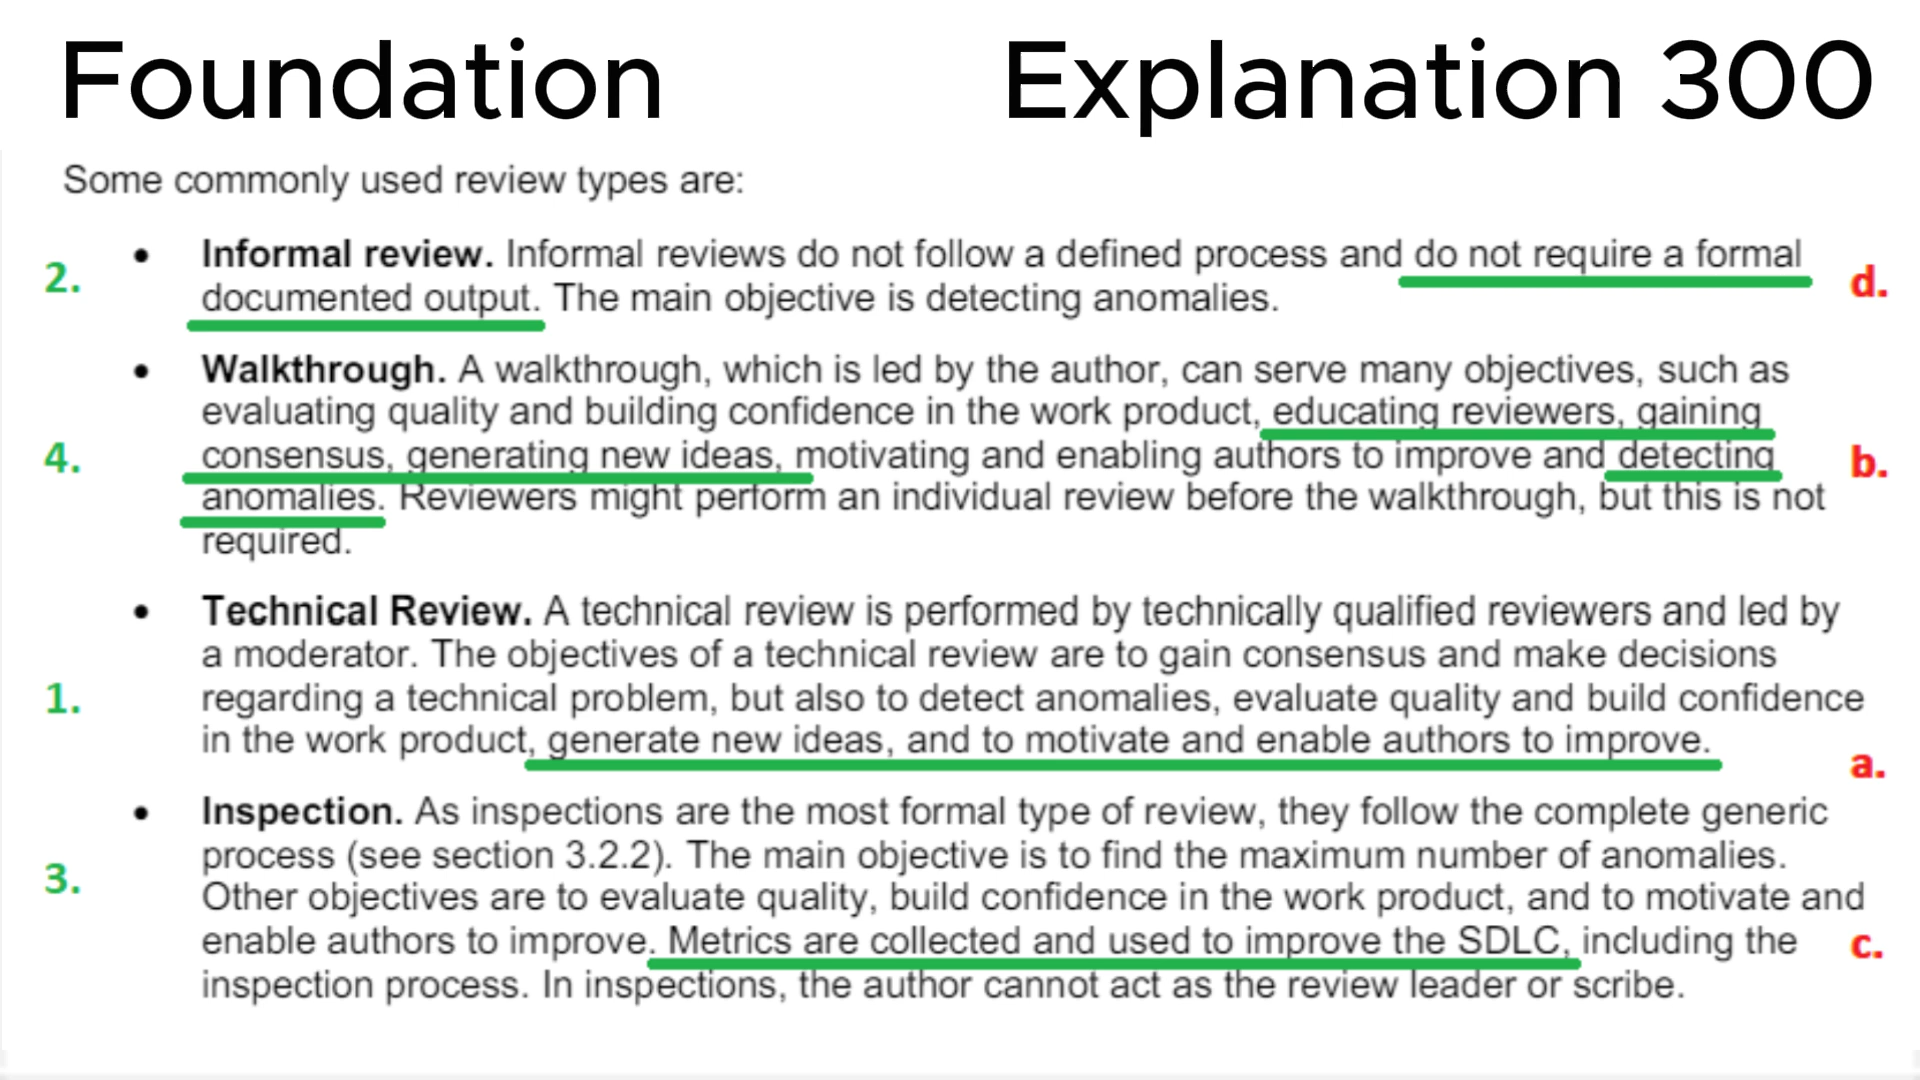 Foundation Explanation 300
Some commonly used review types are:
2. • Informal review. Informal reviews do not follow a defined process and do not require a formal d.
documented output. The main objective is detecting anomalies.
• Walkthrough. A walkthrough, which is led by the author, can serve many objectives, such as
evaluating quality and building confidence in the work product, educating reviewers, gaining
4. consensus, generating new ideas, motivating and enabling authors to improve and detecting b.
anomalies. Reviewers might perform an individual review before the walkthrough, but this is not
required.
• Technical Review. A technical review is performed by technically qualified reviewers and led by
a moderator. The objectives of a technical review are to gain consensus and make decisions
1. regarding a technical problem, but also to detect anomalies, evaluate quality and build confidence
in the work product, generate new ideas, and to motivate and enable authors to improve. a.
• Inspection. As inspections are the most formal type of review, they follow the complete generic
process (see section 3.2.2). The main objective is to find the maximum number of anomalies.
3. Other objectives are to evaluate quality, build confidence in the work product, and to motivate and
enable authors to improve. Metrics are collected and used to improve the SDLC, including the c.
inspection process. In inspections, the author cannot act as the review leader or scribe.